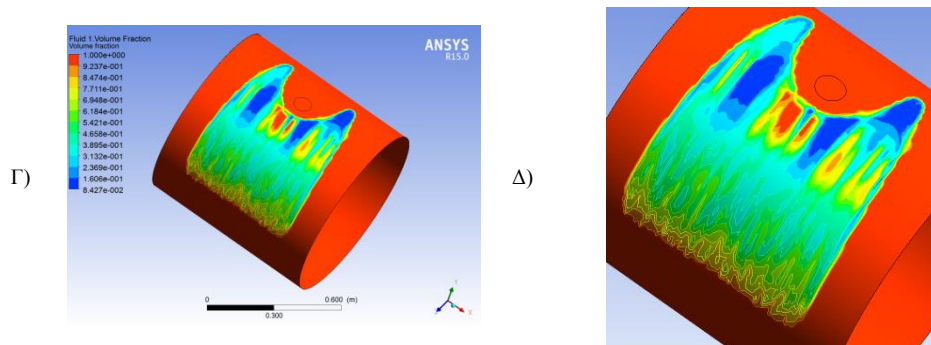 Γ)
Fluid 1.Volume Fraction
Volume fraction
1.000e+000
9.237e-001
8.474e-001
7.711e-001
6.948e-001
6.184e-001
5.421e-001
4.658e-001
3.895e-001
3.132e-001
2.369e-001
1.606e-001
8.427e-002
ANSYS
R15.0
0
0.600 (m)
0.300
Y
X
Z
Δ)